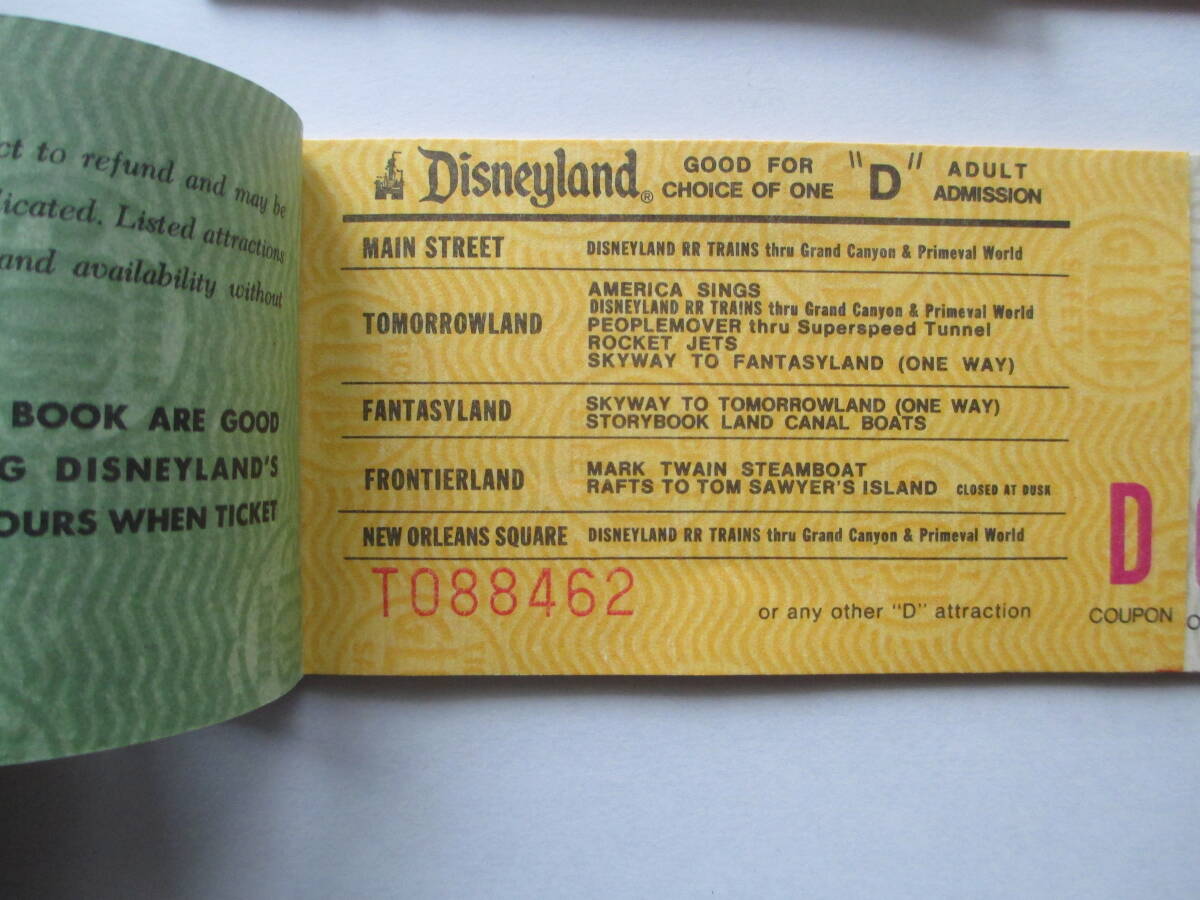 ct to refund and may be
licated. Listed attractions
and availability without
BOOK ARE GOOD
G DISNEYLAND'S
OURS WHEN TICKET
Disneyland® GOOD FOR CHOICE OF ONE "D" ADULT ADMISSION
MAIN STREET DISNEYLAND RR TRAINS thru Grand Canyon & Primeval World
TOMORROWLAND
AMERICA SINGS
DISNEYLAND RR TRAINS thru Grand Canyon & Primeval World
PEOPLEMOVER thru Superspeed Tunnel
ROCKET JETS
SKYWAY TO FANTASYLAND (ONE WAY)
FANTASYLAND
SKYWAY TO TOMORROWLAND (ONE WAY)
STORYBOOK LAND CANAL BOATS
FRONTIERLAND
MARK TWAIN STEAMBOAT
RAFTS TO TOM SAWYER'S ISLAND CLOSED AT DUSK
NEW ORLEANS SQUARE DISNEYLAND RR TRAINS thru Grand Canyon & Primeval World
T088462
or any other "D" attraction
D
COUPON